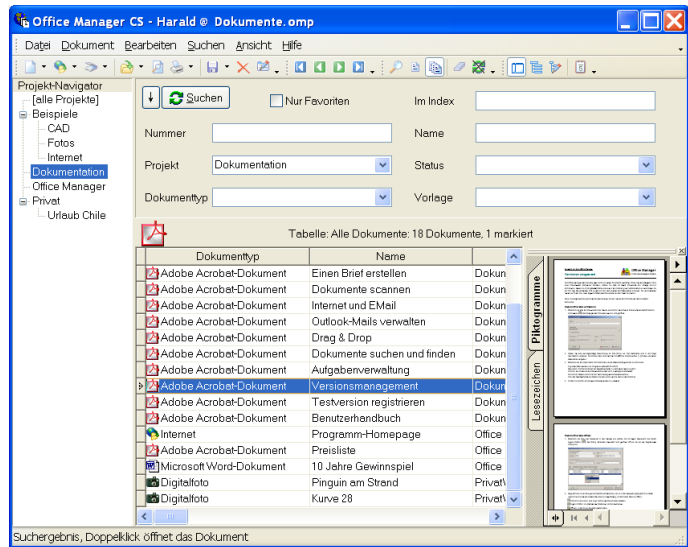 Office Manager CS - Harald @ Dokumente.omp
Datei Dokument Bearbeiten Suchen Ansicht Hilfe
Projekt-Navigator
[alle Projekte]
Beispiele
CAD
Fotos
Internet
Dokumentation
Office Manager
Privat
Urlaub Chile
Suchen Nur Favoriten Im Index
Nummer Name
Projekt Dokumentation Status
Dokumenttyp Vorlage
Tabelle: Alle Dokumente: 18 Dokumente, 1 markiert
Dokumenttyp Name
Adobe Acrobat-Dokument Einen Brief erstellen Dokun
Adobe Acrobat-Dokument Dokumente scannen Dokun
Adobe Acrobat-Dokument Internet und EMail Dokun
Adobe Acrobat-Dokument Outlook-Mails verwalten Dokun
Adobe Acrobat-Dokument Drag & Drop Dokun
Adobe Acrobat-Dokument Dokumente suchen und finden Dokun
Adobe Acrobat-Dokument Aufgabenverwaltung Dokun
Adobe Acrobat-Dokument Versionsmanagement Dokun
Adobe Acrobat-Dokument Testversion registrieren Dokun
Adobe Acrobat-Dokument Benutzerhandbuch Dokun
Internet Programm-Homepage Office
Adobe Acrobat-Dokument Preisliste Office
Microsoft Word-Dokument 10 Jahre Gewinnspiel Office
Digitalfoto Pinguin am Strand Privat\
Digitalfoto Kurve 28 Privat\
Piktogramme
Lesezeichen
Office Manager
Suchergebnis, Doppelklick öffnet das Dokument